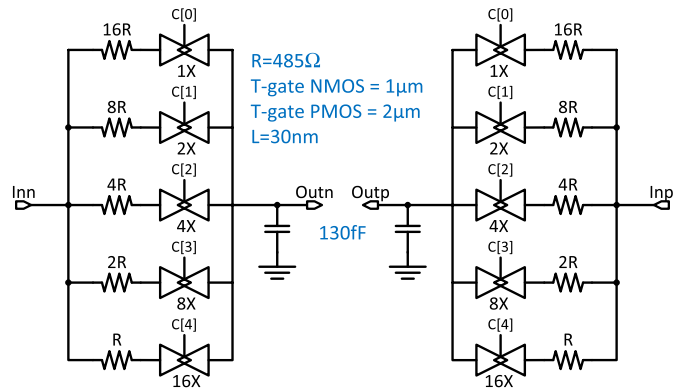 C[0]
16R
1X
C[1]
8R
2X
C[2]
4R
4X
C[3]
2R
8X
C[4]
R
16X
Inn
Outn
R=485Ω
T-gate NMOS = 1µm
T-gate PMOS = 2µm
L=30nm
130fF
Outp
Inp
C[0]
16R
1X
C[1]
8R
2X
C[2]
4R
4X
C[3]
2R
8X
C[4]
R
16X